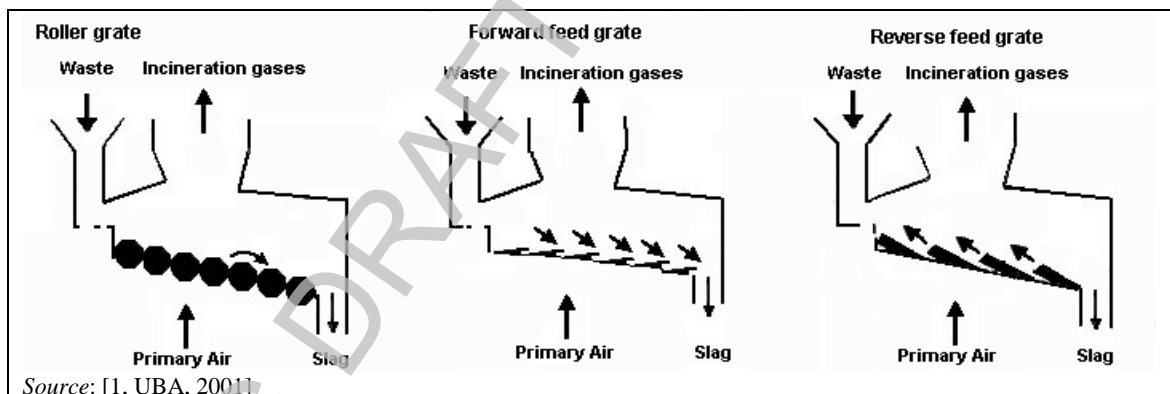 Roller grate
Waste Incineration gases
Primary Air Slag
Forward feed grate
Waste Incineration gases
Primary Air Slag
Reverse feed grate
Waste Incineration gases
Primary Air Slag
Source: [1, UBA, 2001]
DRAFT